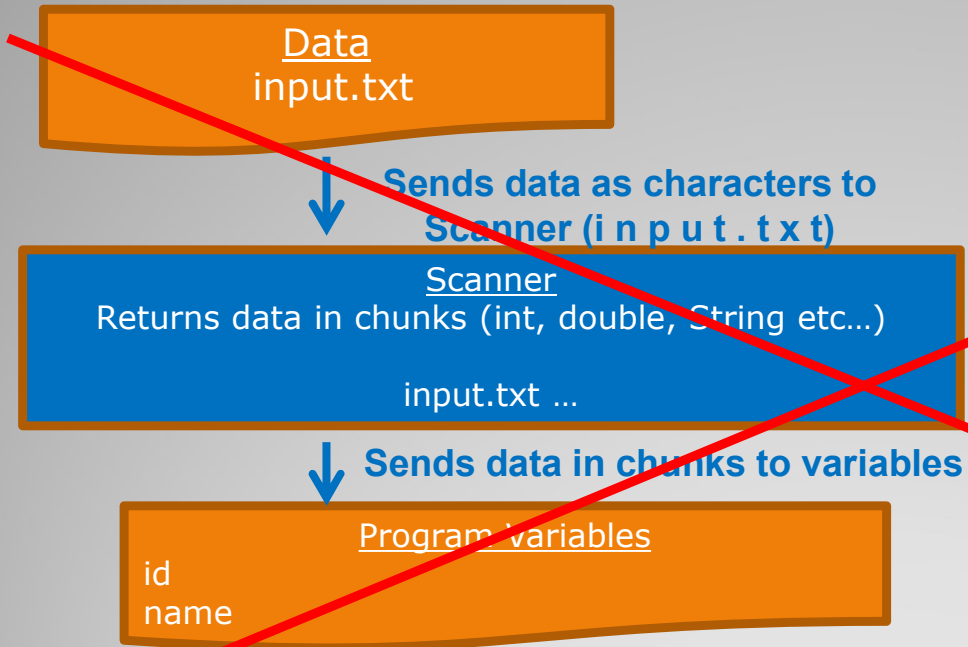 Data
input.txt
Sends data as characters to
Scanner (i n p u t . t x t)
Scanner
Returns data in chunks (int, double, String etc…)
input.txt …
Sends data in chunks to variables
Program Variables
id
name